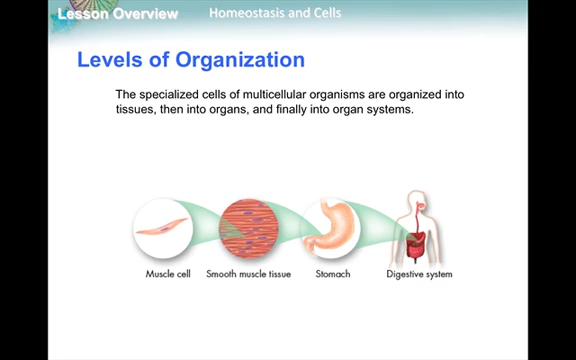 Lesson Overview Homeostasis and Cells
Levels of Organization
The specialized cells of multicellular organisms are organized into
tissues, then into organs, and finally into organ systems.
Muscle cell Smooth muscle tissue Stomach Digestive system